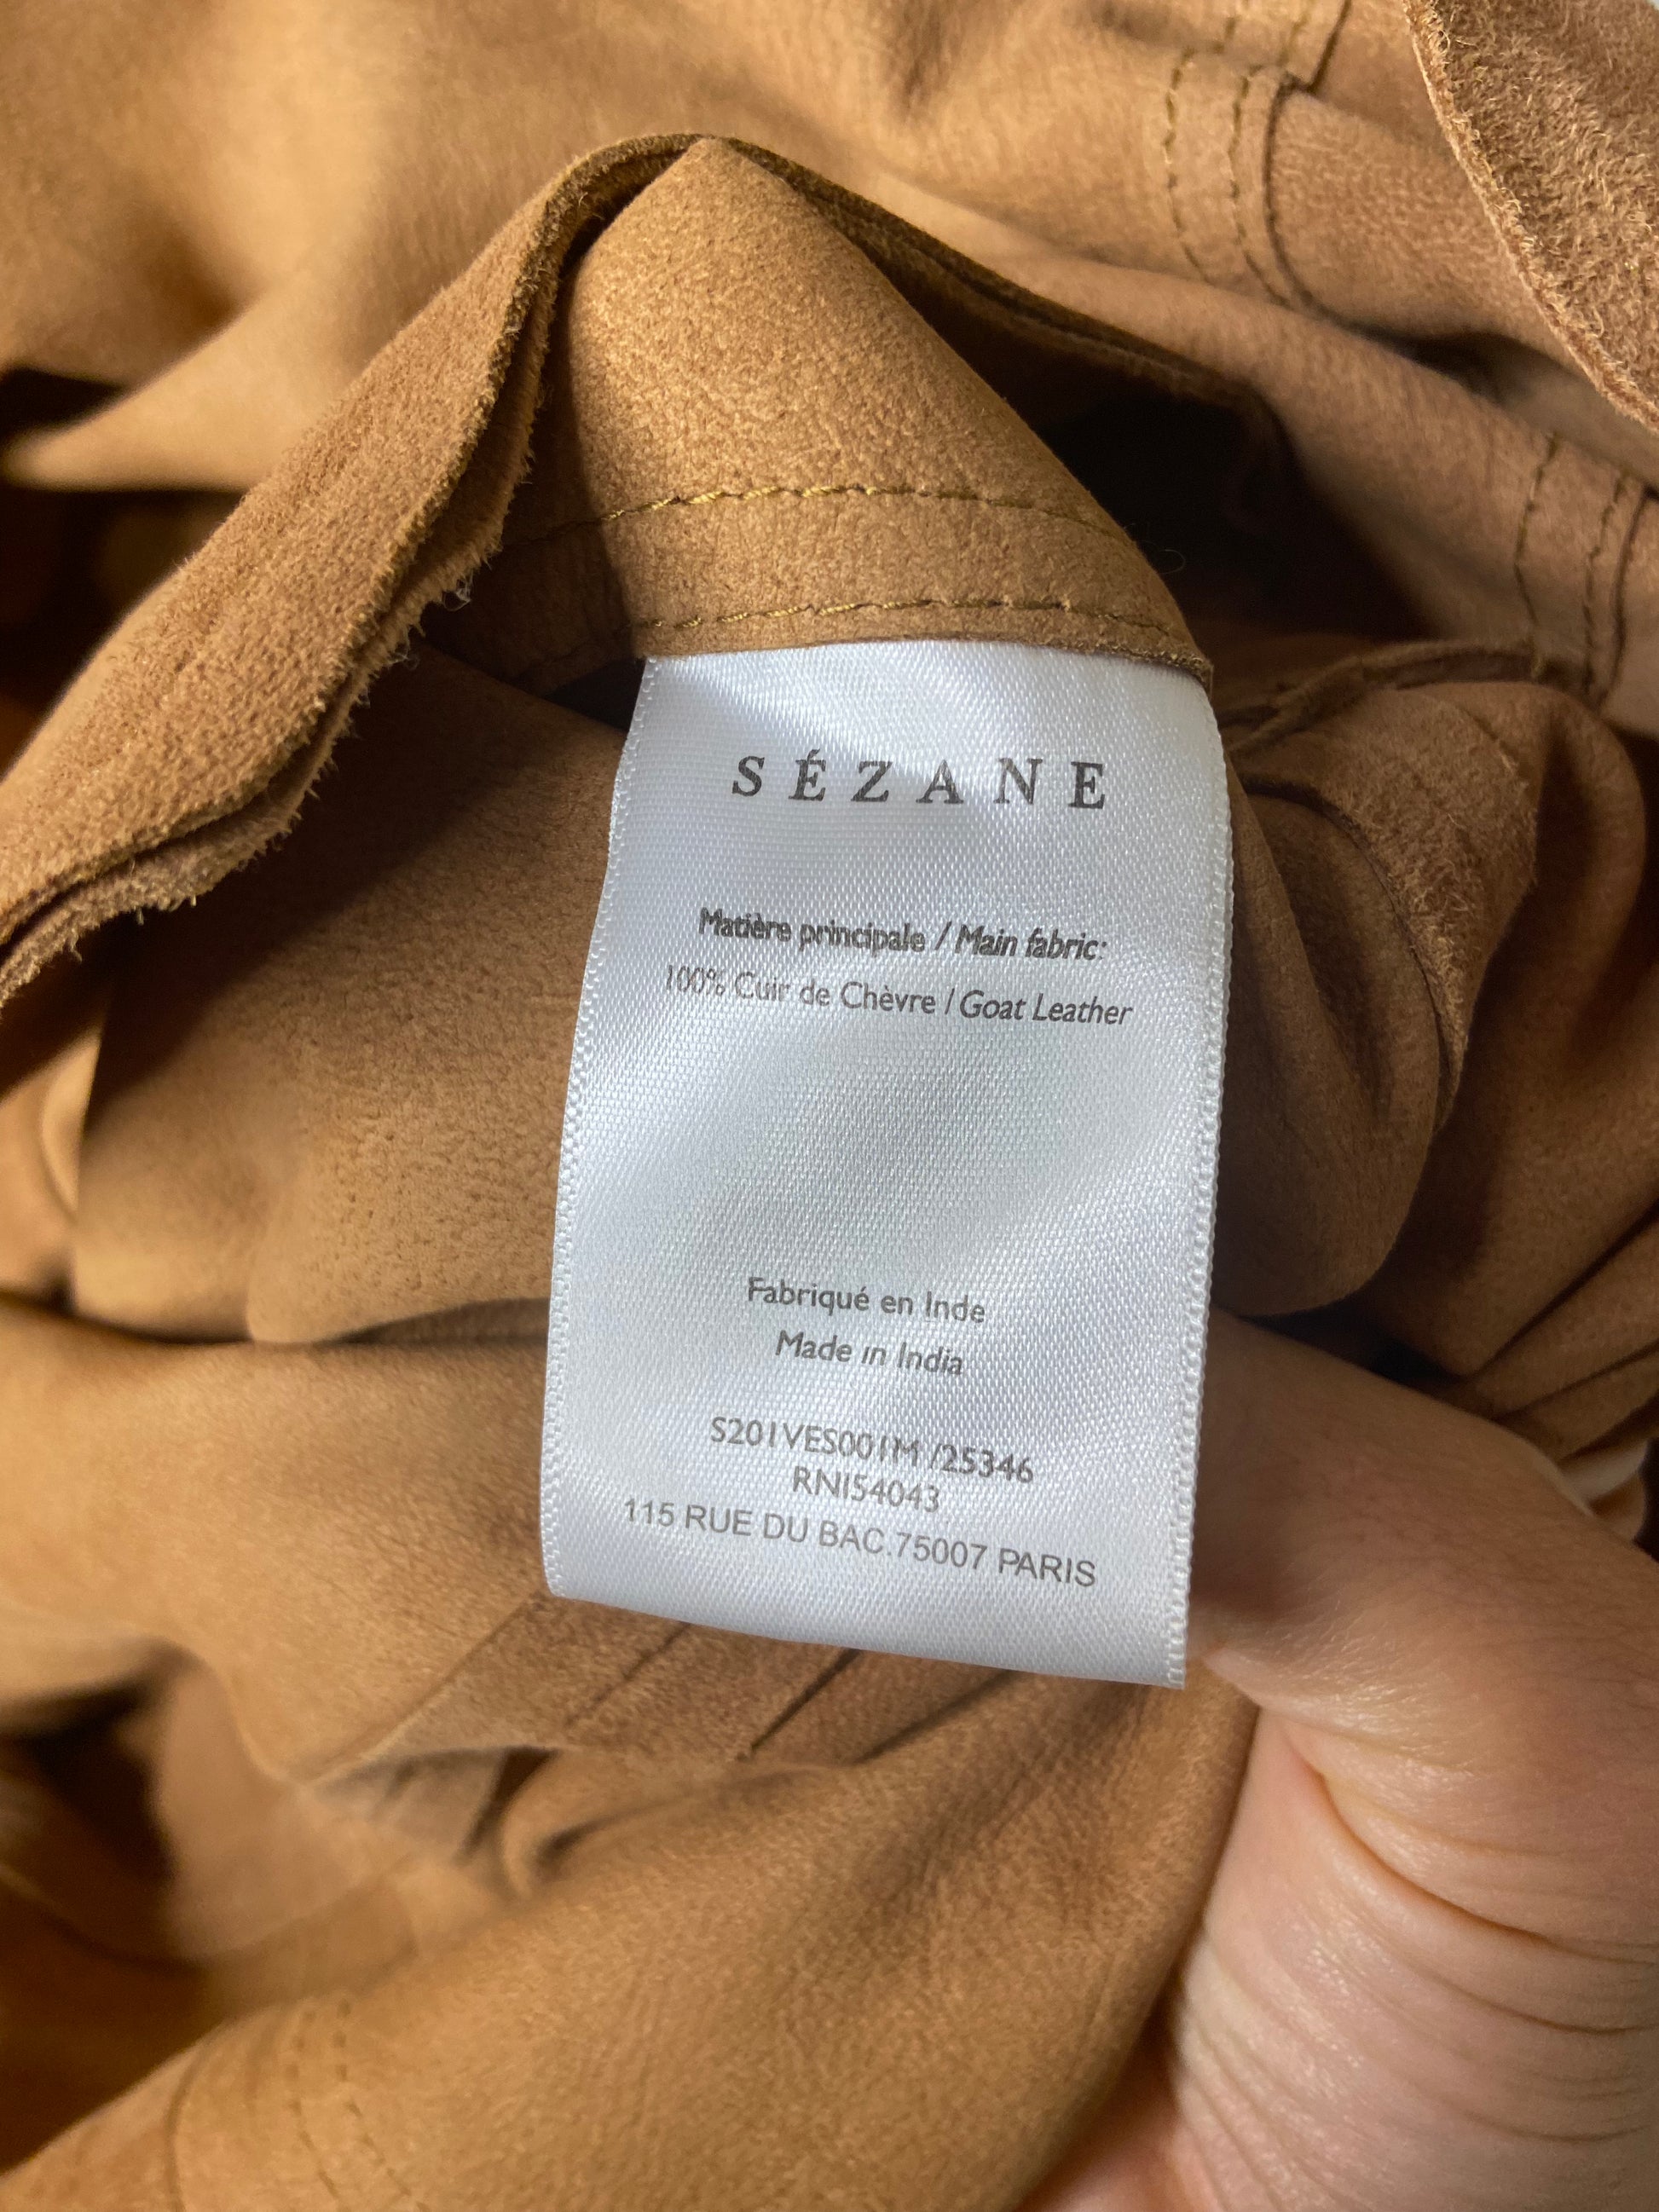 SÉZANE
Matière principale / Main fabric:
100% Cuir de Chèvre / Goat Leather
Fabriqué en Inde
Made in India
S201VES001M /25346
RN154043
115 RUE DU BAC.75007 PARIS